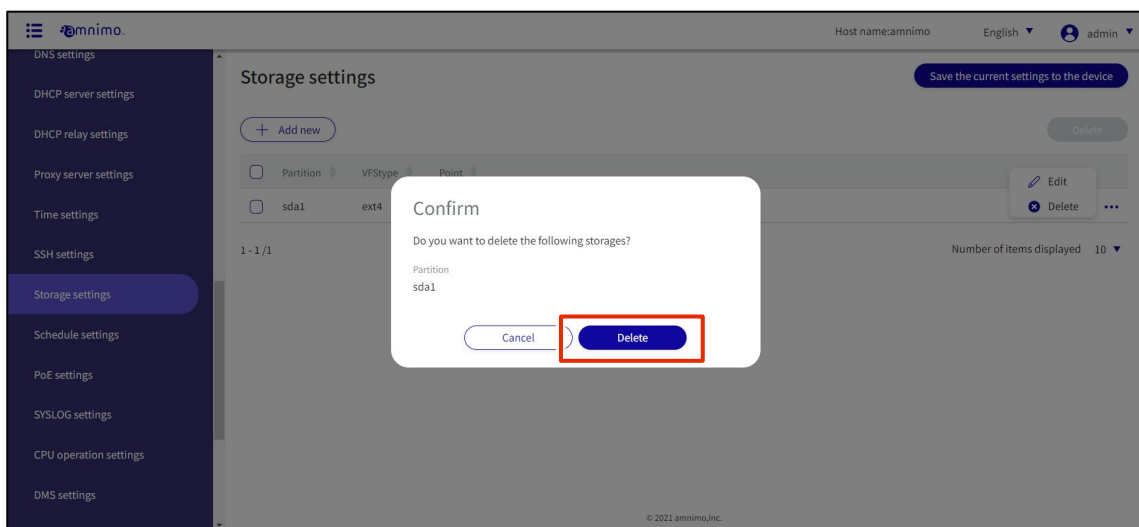 amnimo.
Host name:amnimo
English
admin
DNS settings
DHCP server settings
DHCP relay settings
Proxy server settings
Time settings
SSH settings
Storage settings
Schedule settings
PoE settings
SYSLOG settings
CPU operation settings
DMS settings
Storage settings
Save the current settings to the device
+ Add new
Delete
Partition VFStype Point
Edit
sda1 ext4
Delete
1 - 1 /1
Number of items displayed 10
Confirm
Do you want to delete the following storages?
Partition
sda1
Cancel
Delete
© 2021 amnimo,Inc.